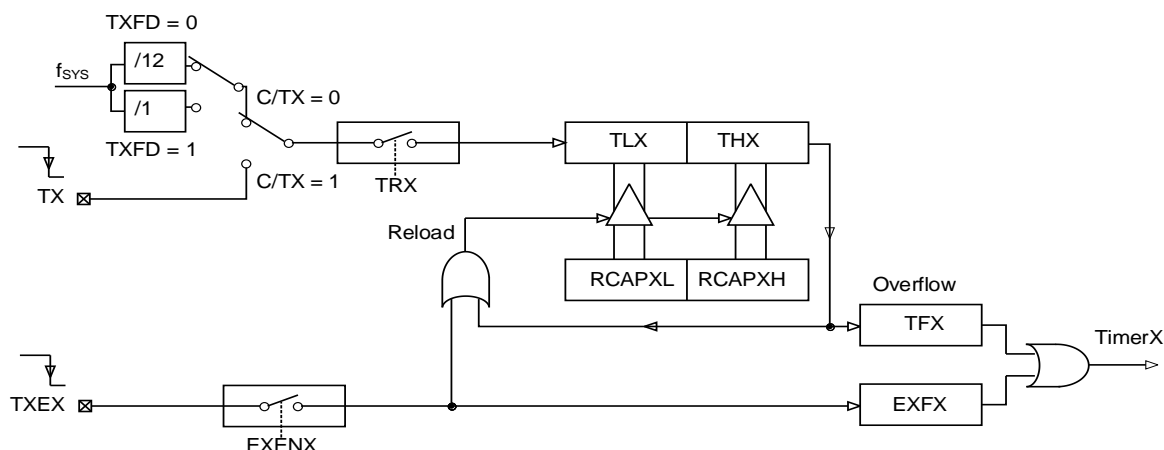 TXFD = 0
/12
fSYS
/1
TXFD = 1
C/TX = 0
C/TX = 1
TX
TRX
TLX
THX
Reload
RCAPXL
RCAPXH
Overflow
TFX
TimerX
TXEX
EXENX
EXFX